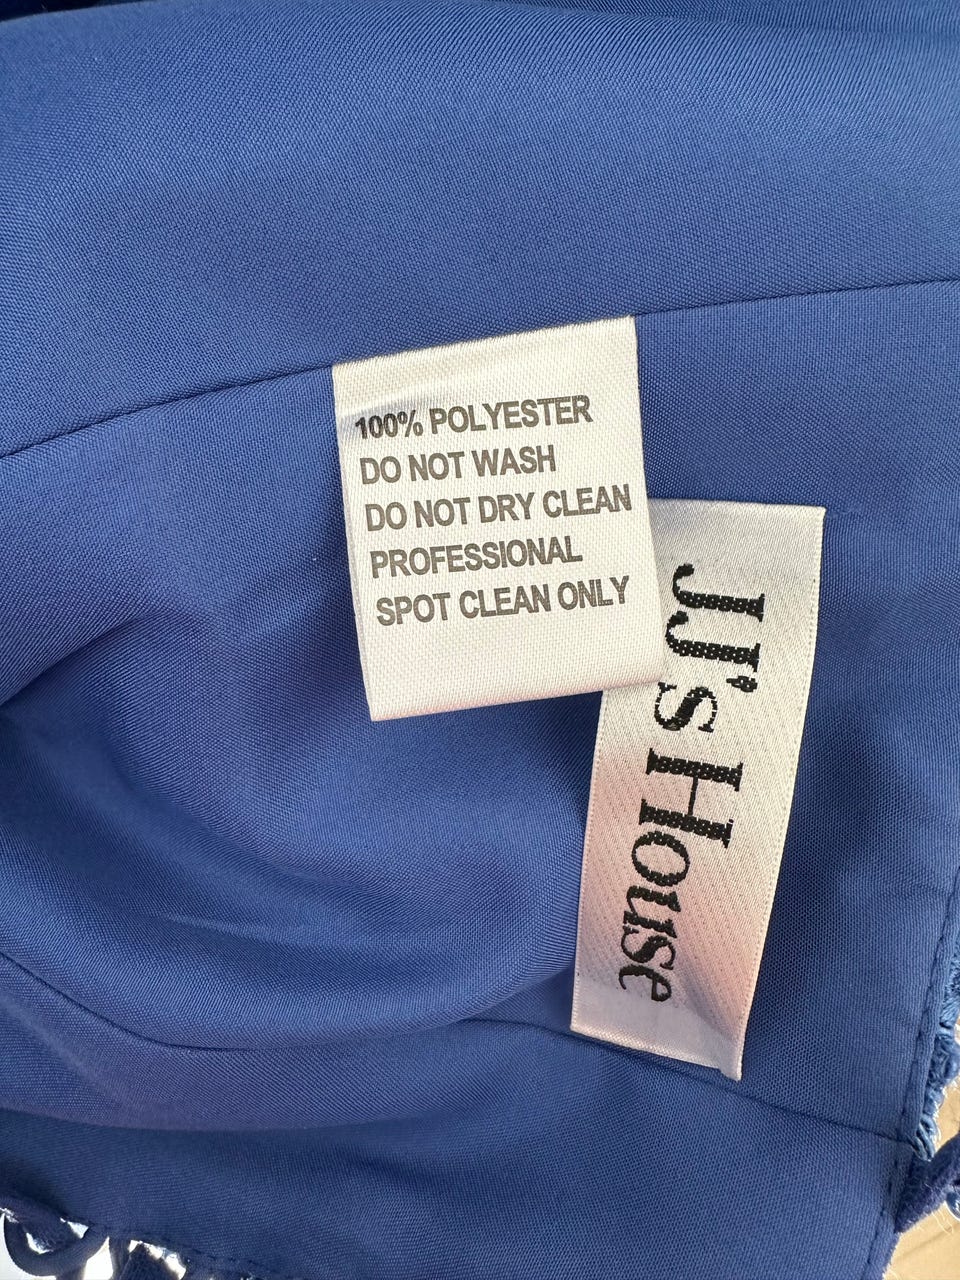 100% POLYESTER
DO NOT WASH
DO NOT DRY CLEAN
PROFESSIONAL
SPOT CLEAN ONLY
JJ's House